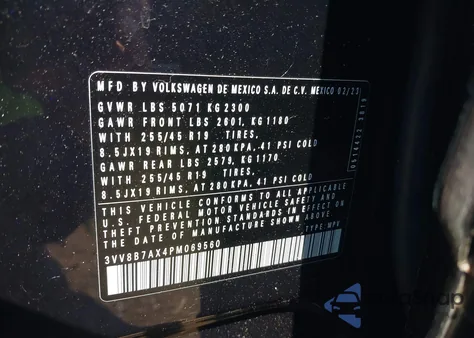 MFD BY VOLKSWAGEN DE MEXICO S.A. DE C.V. MEXICO 02/23
GVWR LBS 5071 KG 2300
GAWR FRONT LBS 2601, KG 1180
WITH 255/45 R19 TIRES,
8.5JX19 RIMS, AT 280 KPA, 41 PSI COLD
GAWR REAR LBS 2579, KG 1170
WITH 255/45 R19 TIRES,
8.5JX19 RIMS, AT 280 KPA, 41 PSI COLD
THIS VEHICLE CONFORMS TO ALL APPLICABLE
U.S. FEDERAL MOTOR VEHICLE SAFETY AND
THEFT PREVENTION STANDARDS IN EFFECT ON
THE DATE OF MANUFACTURE SHOWN ABOVE.
3VV8B7AX4PM069560 TYPE: MPV